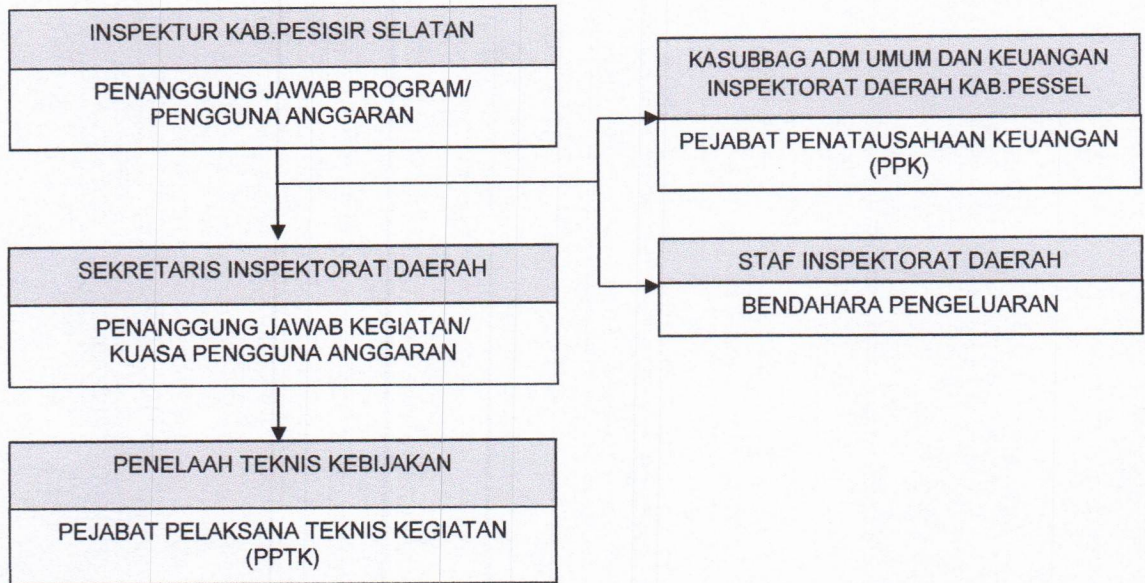 INSPEKTUR KAB.PESISIR SELATAN
PENANGGUNG JAWAB PROGRAM/
PENGGUNA ANGGARAN
KASUBBAG ADM UMUM DAN KEUANGAN
INSPEKTORAT DAERAH KAB.PESSEL
PEJABAT PENATAUSAHAAN KEUANGAN
(PPK)
SEKRETARIS INSPEKTORAT DAERAH
PENANGGUNG JAWAB KEGIATAN/
KUASA PENGGUNA ANGGARAN
STAF INSPEKTORAT DAERAH
BENDAHARA PENGELUARAN
PENELAAH TEKNIS KEBIJAKAN
PEJABAT PELAKSANA TEKNIS KEGIATAN
(PPTK)